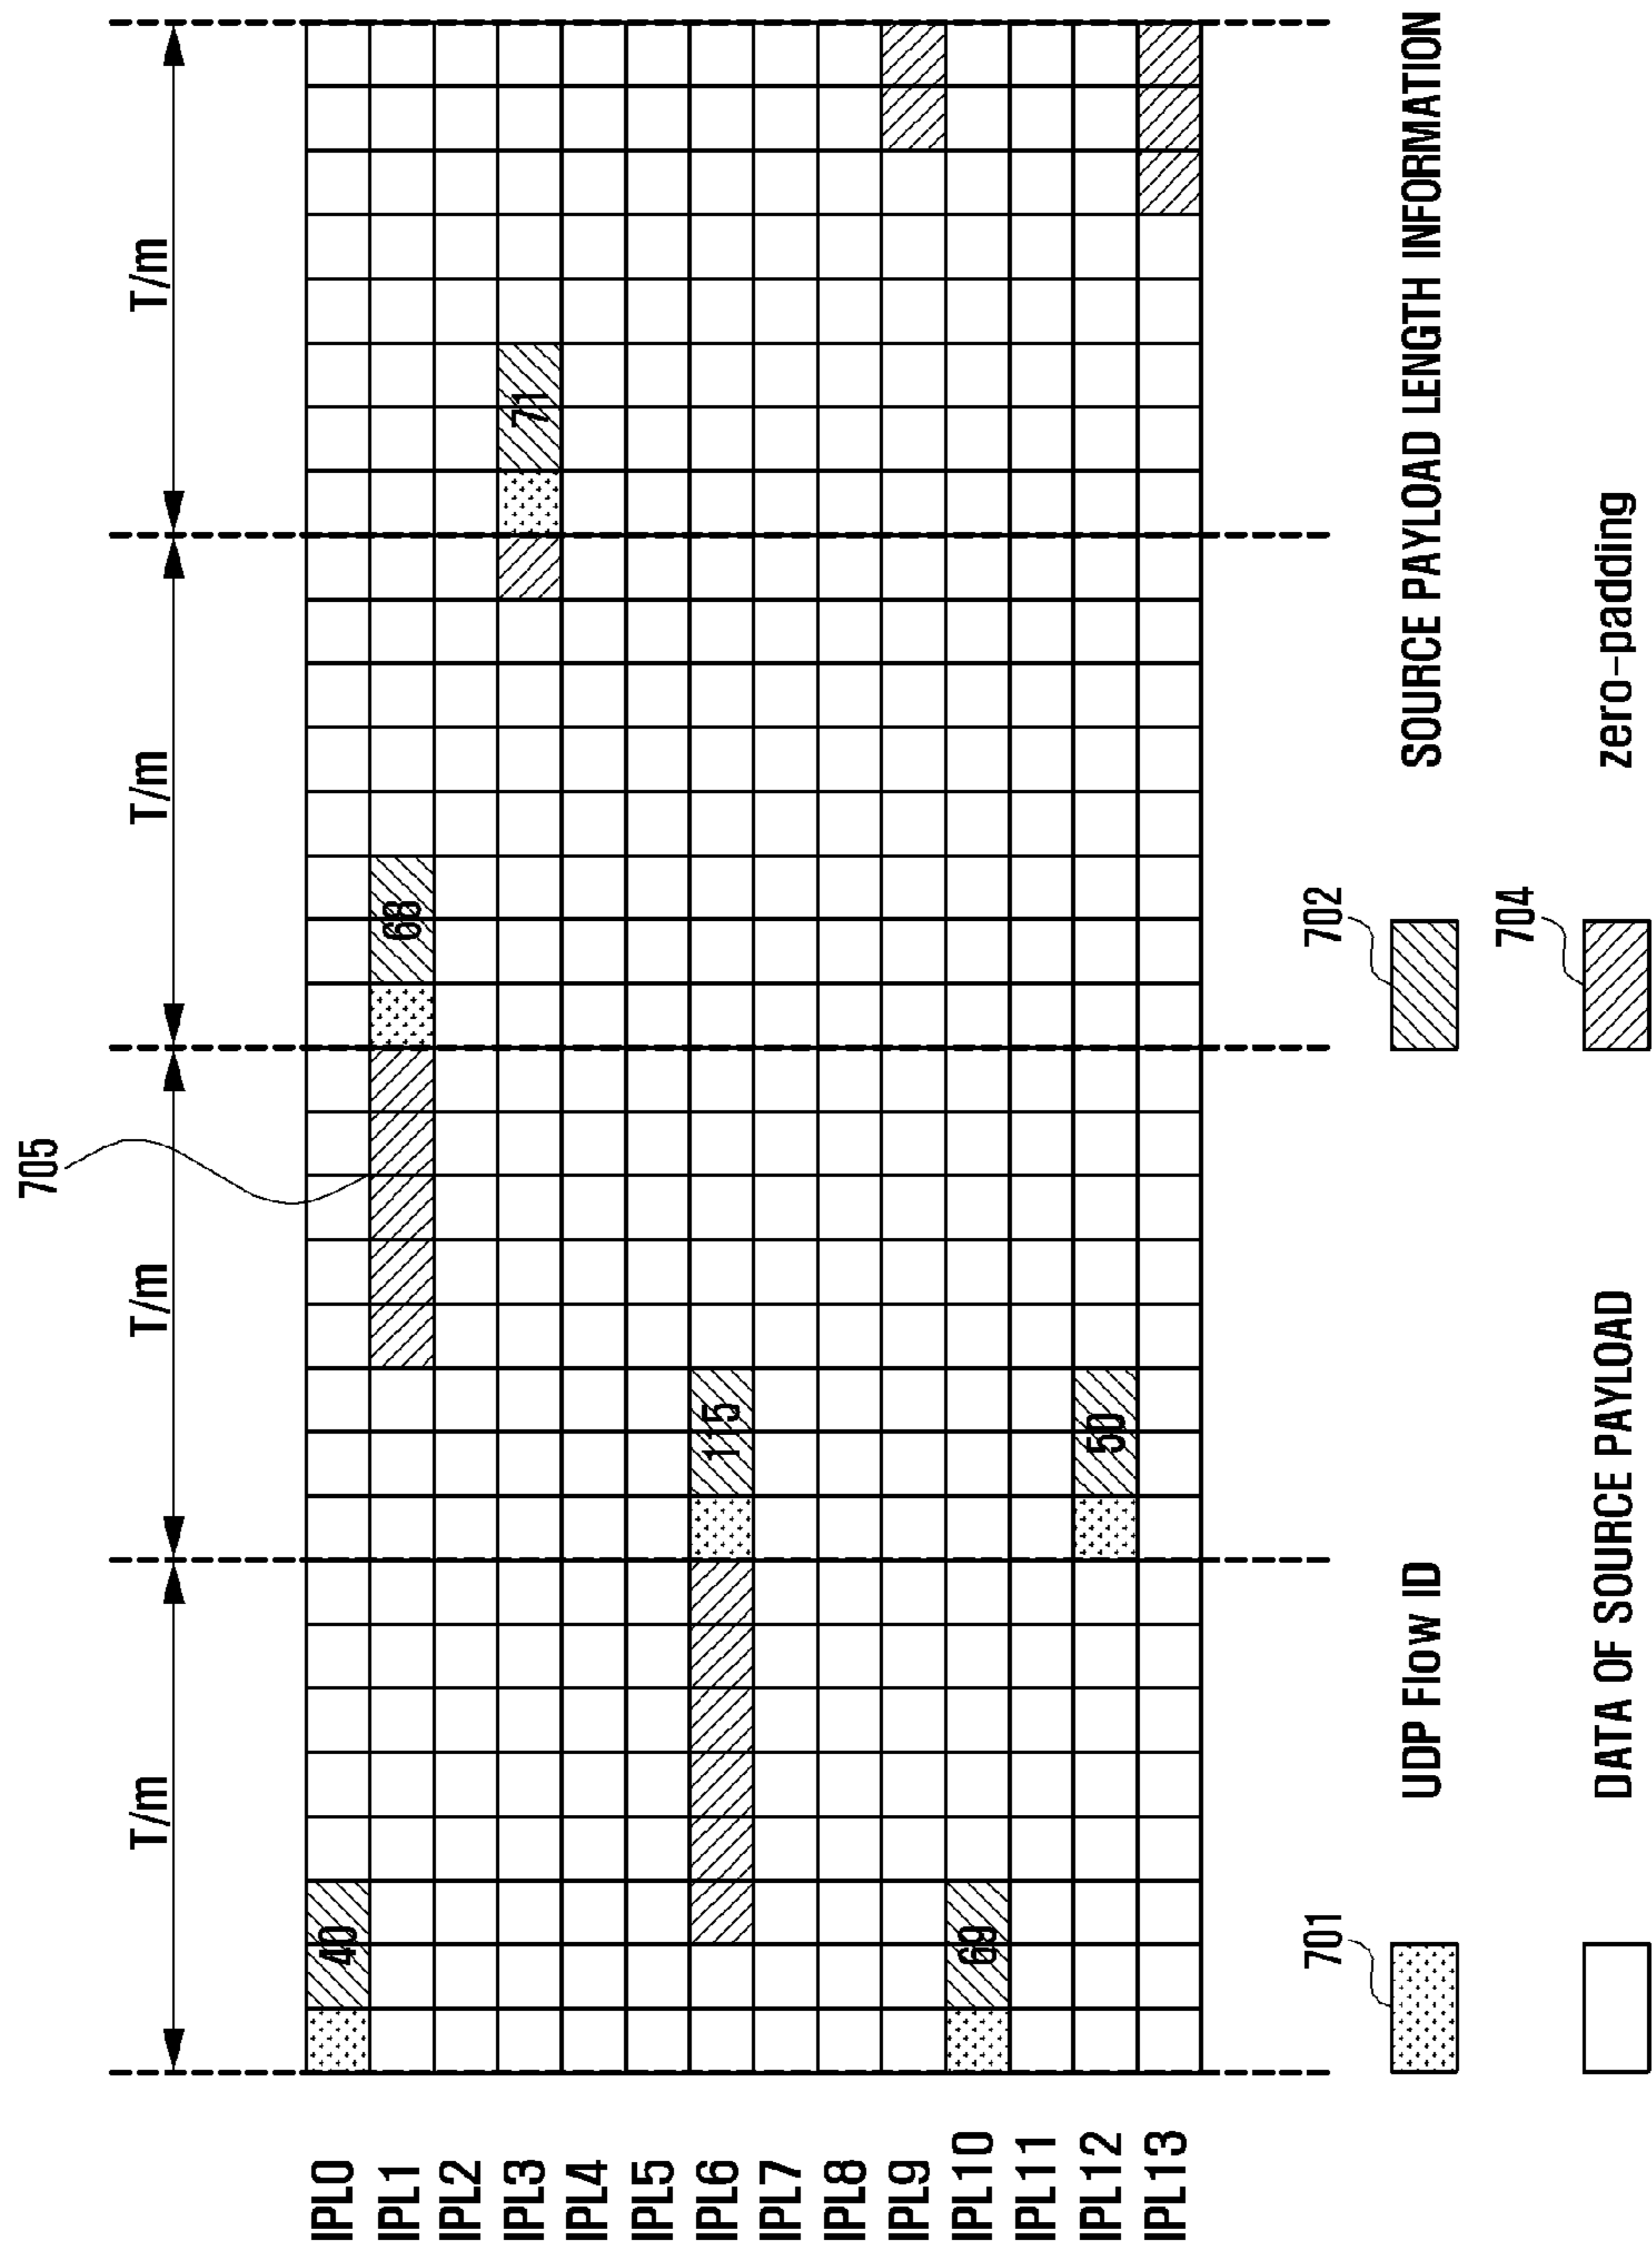 705
T/m T/m T/m T/m
IPL0 40
IPL1 68
IPL2
IPL3 71
IPL4
IPL5
IPL6 115
IPL7
IPL8
IPL9
IPL10 69
IPL11
IPL12 50
IPL13
701 702
UDP Flow ID SOURCE PAYLOAD LENGTH INFORMATION
704
DATA OF SOURCE PAYLOAD zero-padding